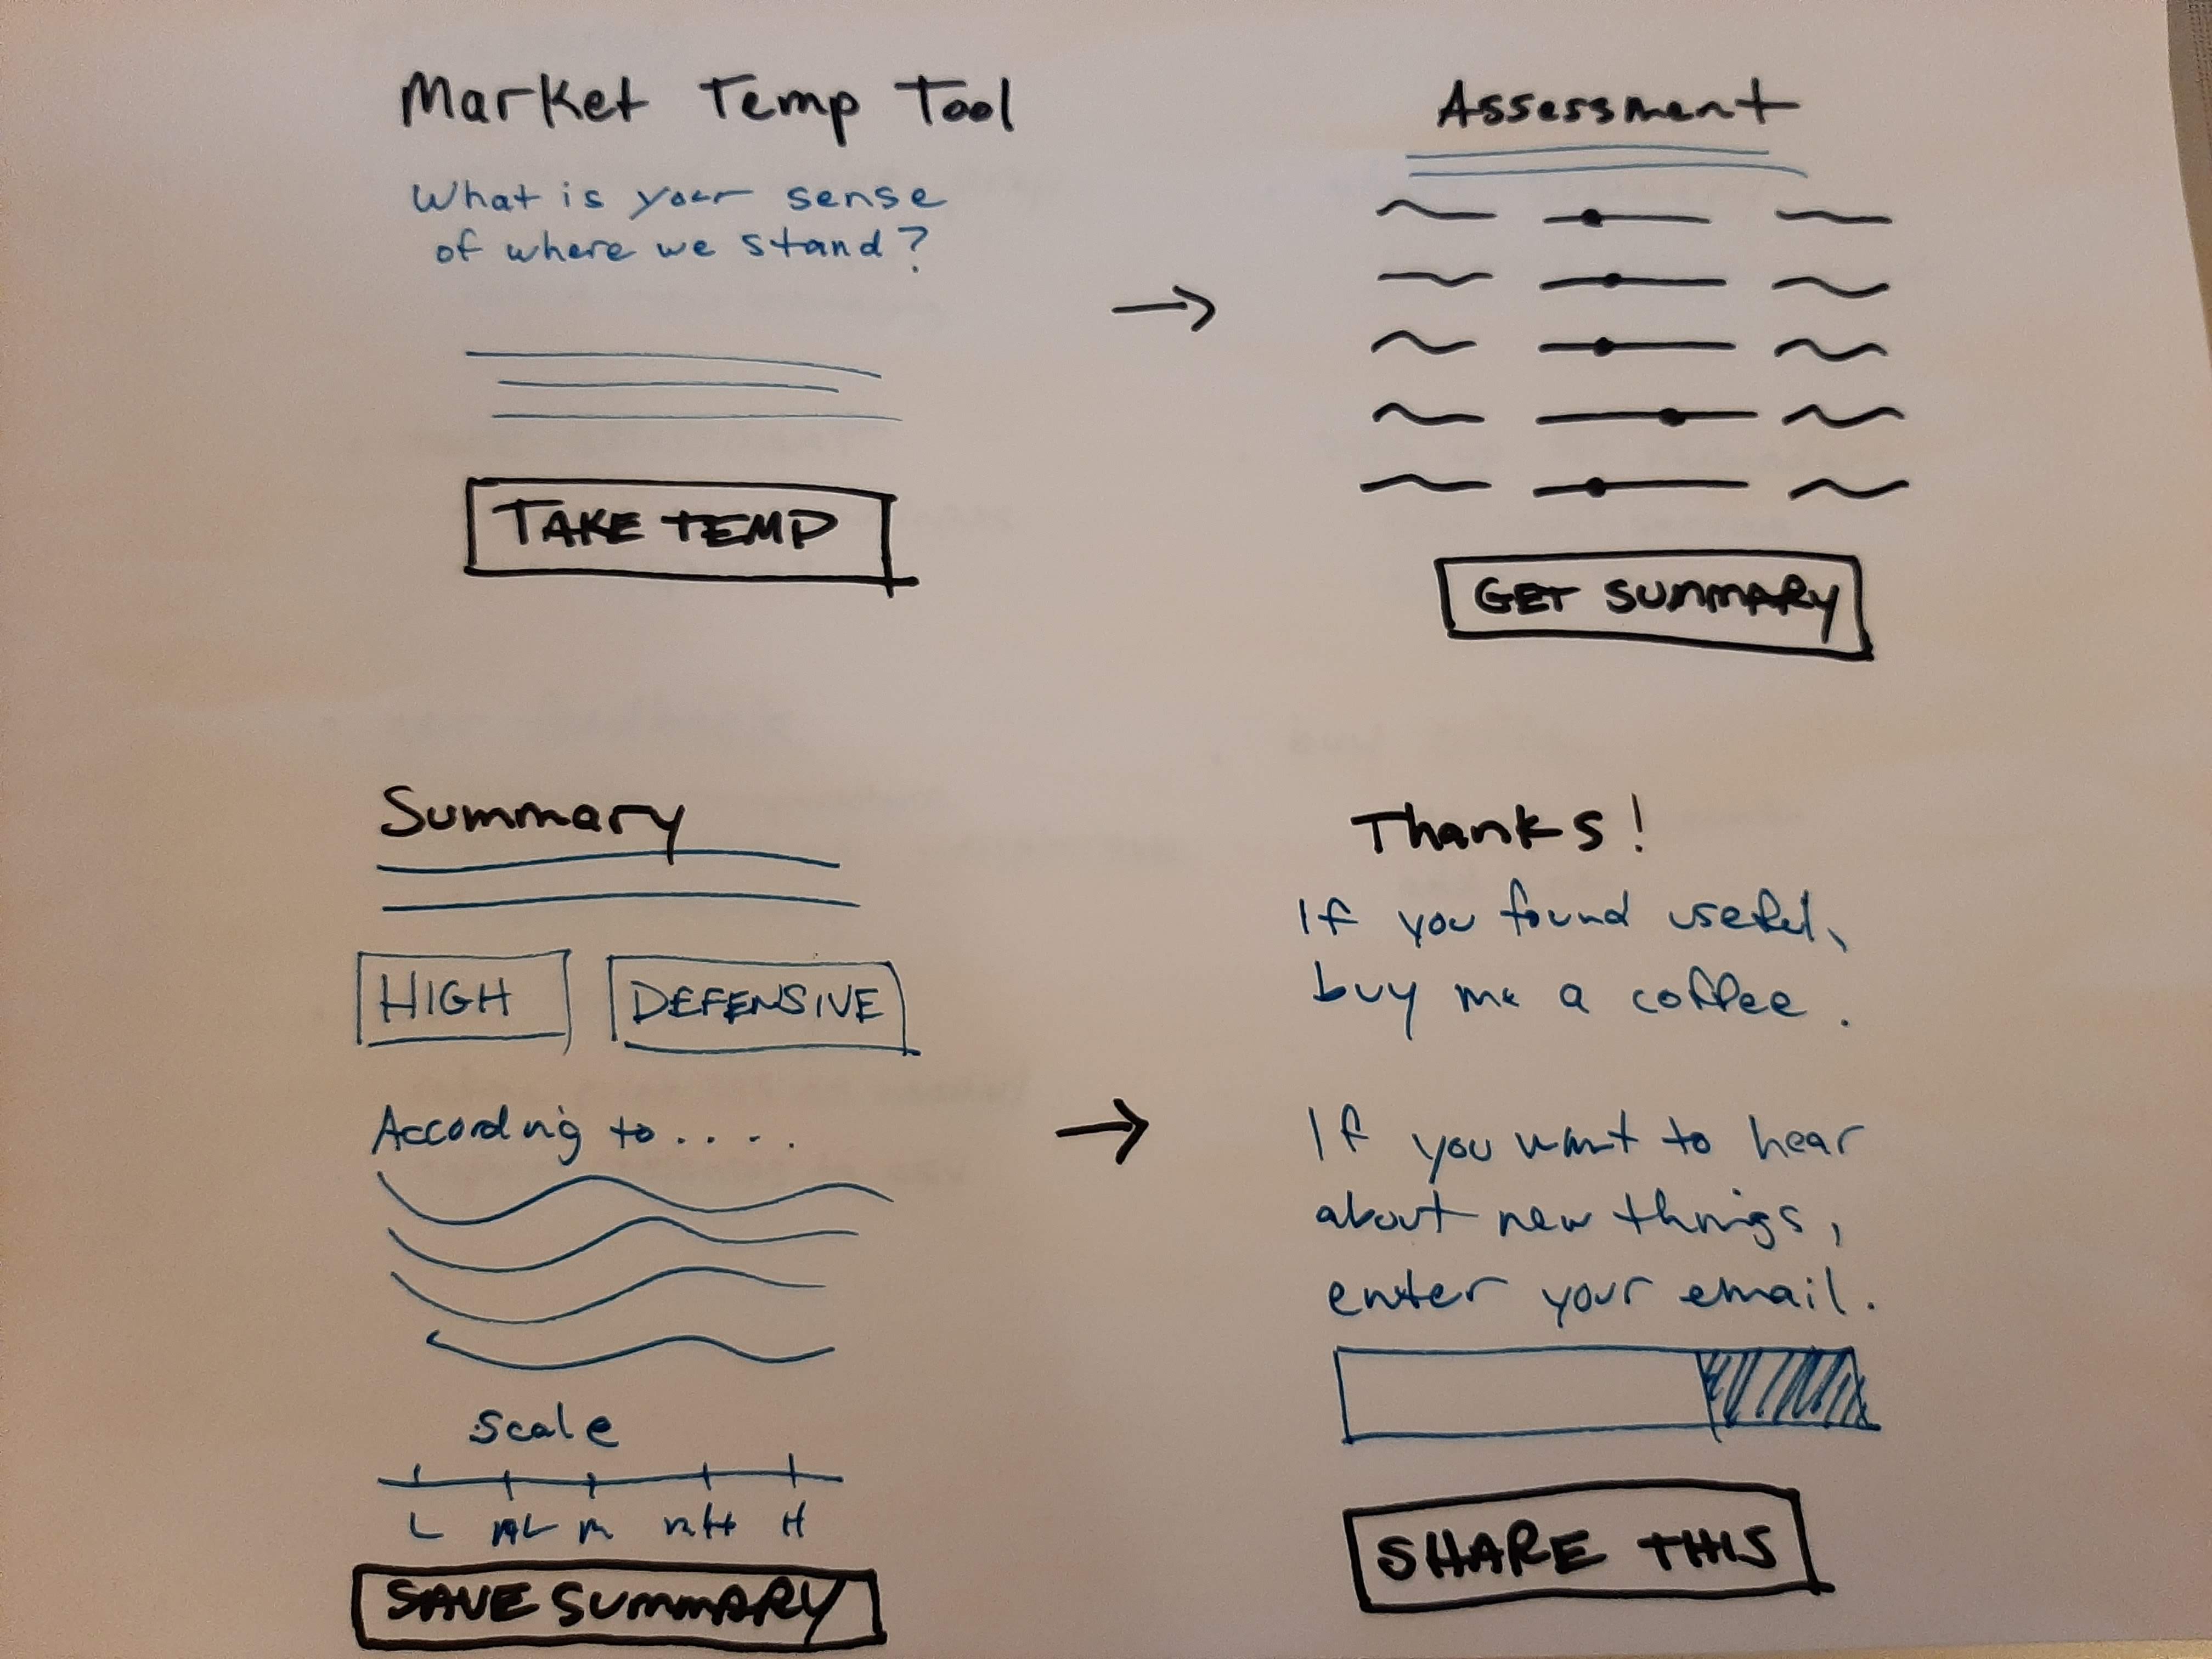 Market Temp Tool
What is your sense
of where we stand?
TAKE TEMP
Assessment
GET SUMMARY
Summary
HIGH
DEFENSIVE
According to....
Scale
L ML M MH H
SAVE SUMMARY
Thanks!
If you found useful,
buy me a coffee.
If you want to hear
about new things,
enter your email.
SHARE THIS